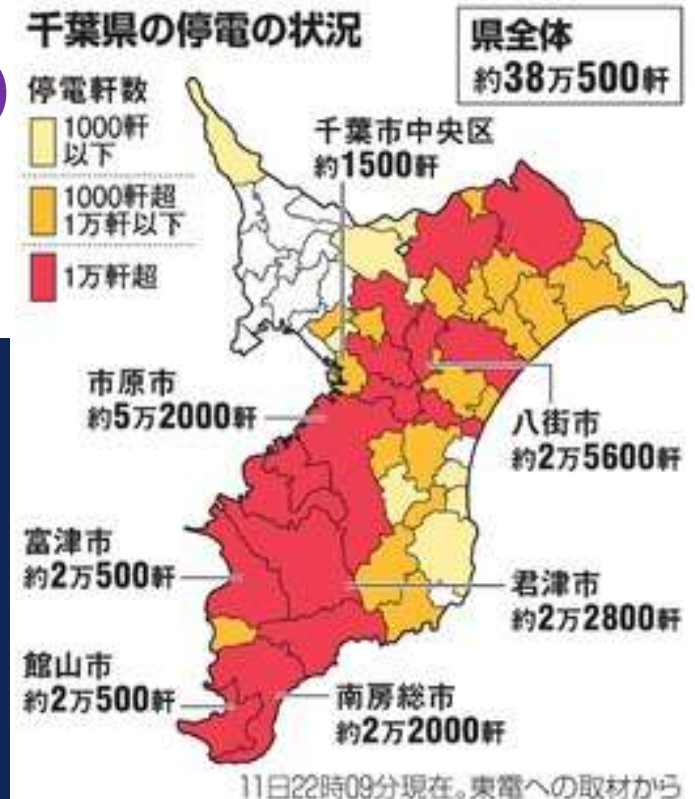 千葉県の停電の状況
県全体
約38万500軒
停電軒数
1000軒
以下
1000軒超
1万軒以下
1万軒超
千葉市中央区
約1500軒
市原市
約5万2000軒
八街市
約2万5600軒
富津市
約2万500軒
君津市
約2万2800軒
館山市
約2万500軒
南房総市
約2万2000軒
11日22時09分現在。東電への取材から